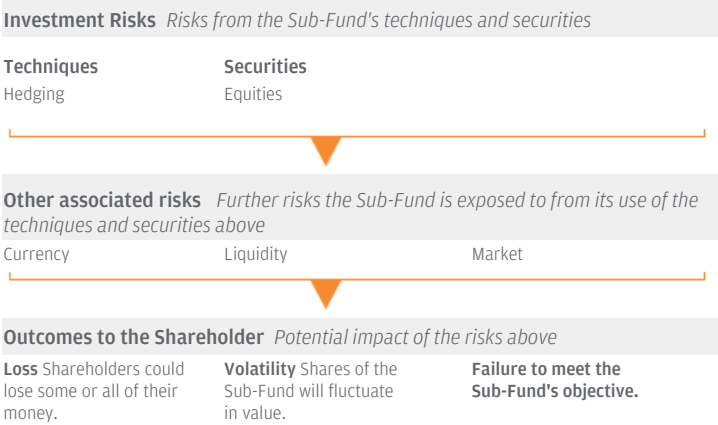 Investment Risks Risks from the Sub-Fund's techniques and securities
Techniques Securities
Hedging Equities
Other associated risks Further risks the Sub-Fund is exposed to from its use of the
techniques and securities above
Currency Liquidity Market
Outcomes to the Shareholder Potential impact of the risks above
Loss Shareholders could
lose some or all of their
money.
Volatility Shares of the
Sub-Fund will fluctuate
in value.
Failure to meet the
Sub-Fund's objective.